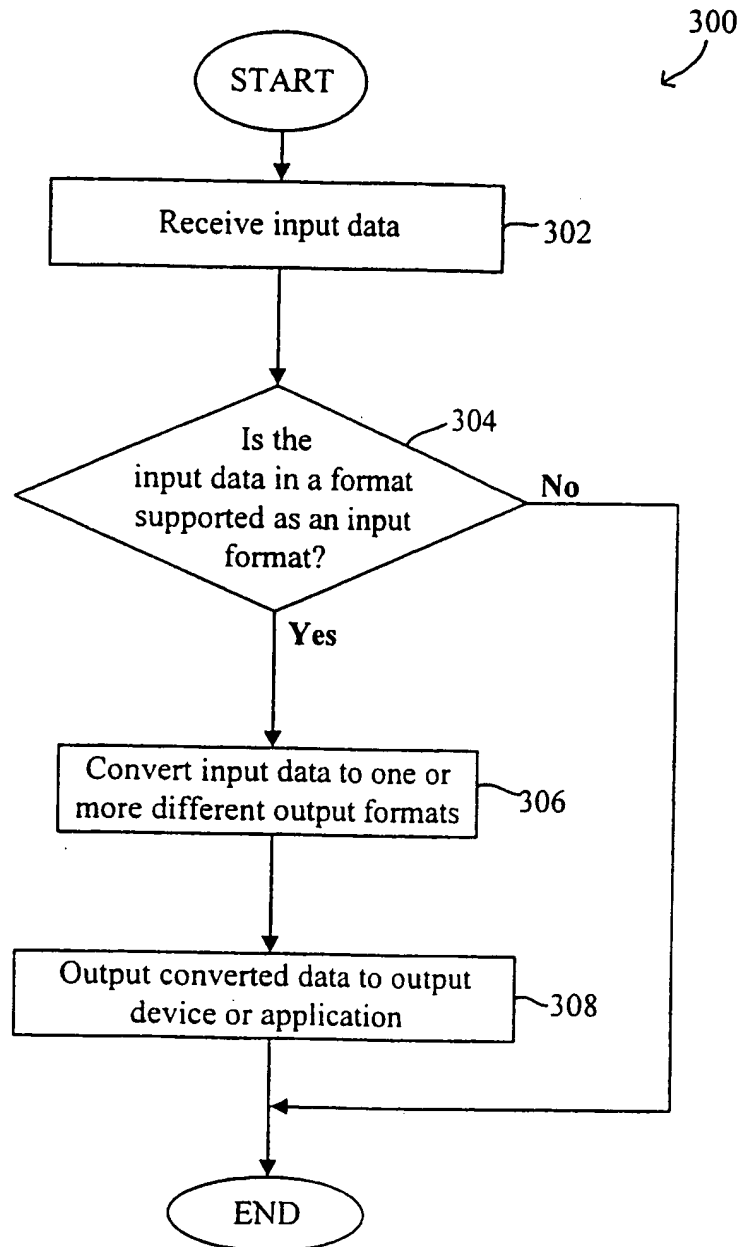 300
START
Receive input data
302
304
Is the
input data in a format
supported as an input
format?
No
Yes
Convert input data to one or
more different output formats
306
Output converted data to output
device or application
308
END